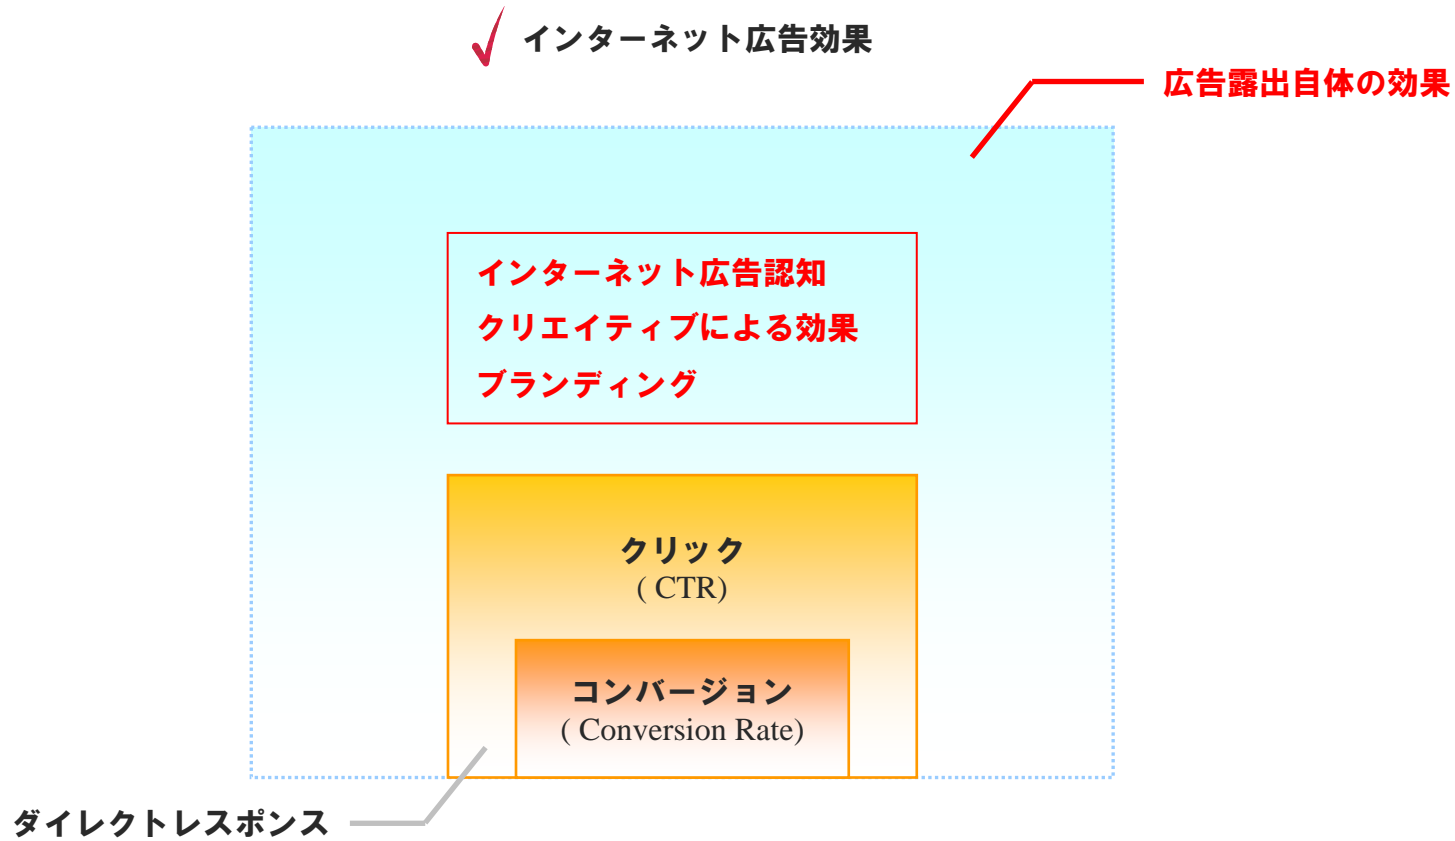 インターネット広告効果
広告露出自体の効果
インターネット広告認知
クリエイティブによる効果
ブランディング
クリック
( CTR)
コンバージョン
( Conversion Rate)
ダイレクトレスポンス